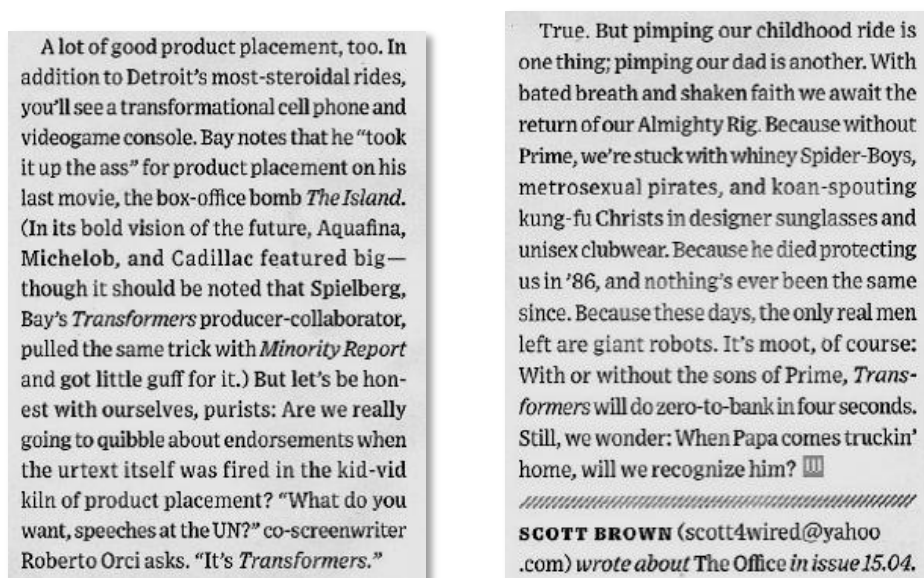 A lot of good product placement, too. In
addition to Detroit's most-steroidal rides,
you'll see a transformational cell phone and
videogame console. Bay notes that he "took
it up the ass" for product placement on his
last movie, the box-office bomb The Island.
(In its bold vision of the future, Aquafina,
Michelob, and Cadillac featured big—
though it should be noted that Spielberg,
Bay's Transformers producer-collaborator,
pulled the same trick with Minority Report
and got little guff for it.) But let's be hon-
est with ourselves, purists: Are we really
going to quibble about endorsements when
the urtext itself was fired in the kid-vid
kiln of product placement? "What do you
want, speeches at the UN?" co-screenwriter
Roberto Orci asks. "It's Transformers."
True. But pimping our childhood ride is
one thing; pimping our dad is another. With
bated breath and shaken faith we await the
return of our Almighty Rig. Because without
Prime, we're stuck with whiney Spider-Boys,
metrosexual pirates, and koan-spouting
kung-fu Christs in designer sunglasses and
unisex clubwear. Because he died protecting
us in '86, and nothing's ever been the same
since. Because these days, the only real men
left are giant robots. It's moot, of course:
With or without the sons of Prime, Trans-
formers will do zero-to-bank in four seconds.
Still, we wonder: When Papa comes truckin'
home, will we recognize him?
SCOTT BROWN (scott4wired@yahoo
.com) wrote about The Office in issue 15.04.